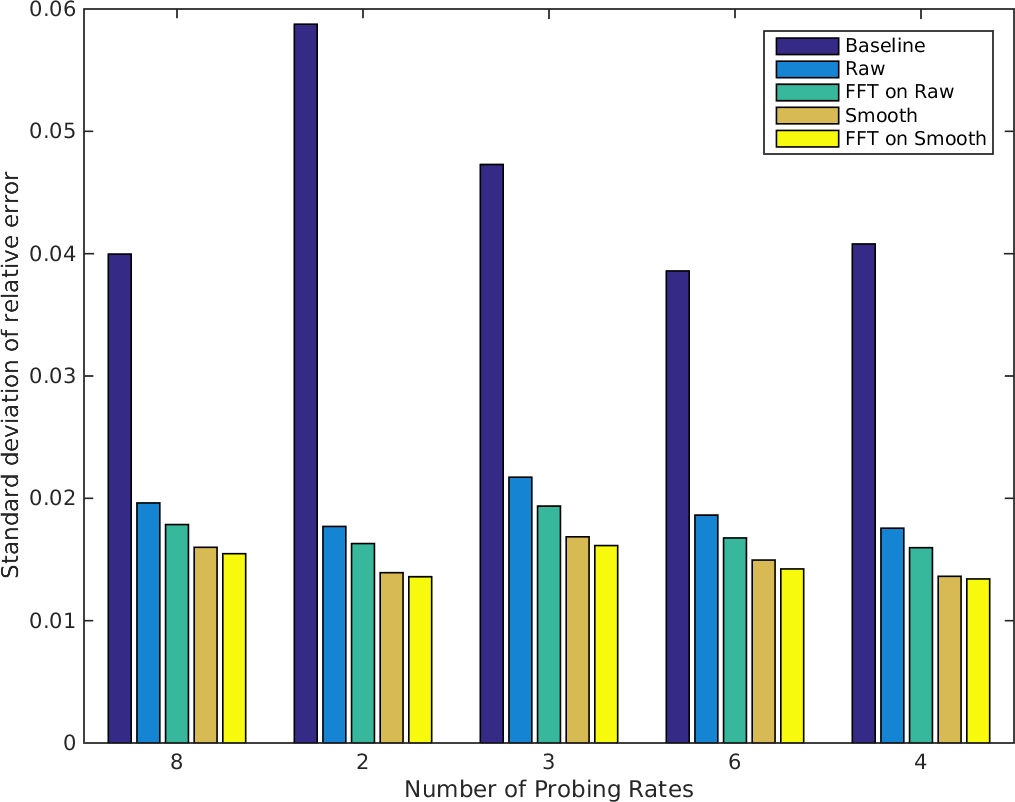 Standard deviation of relative error
0.06
0.05
0.04
0.03
0.02
0.01
0
Baseline
Raw
FFT on Raw
Smooth
FFT on Smooth
8 2 3 6 4
Number of Probing Rates